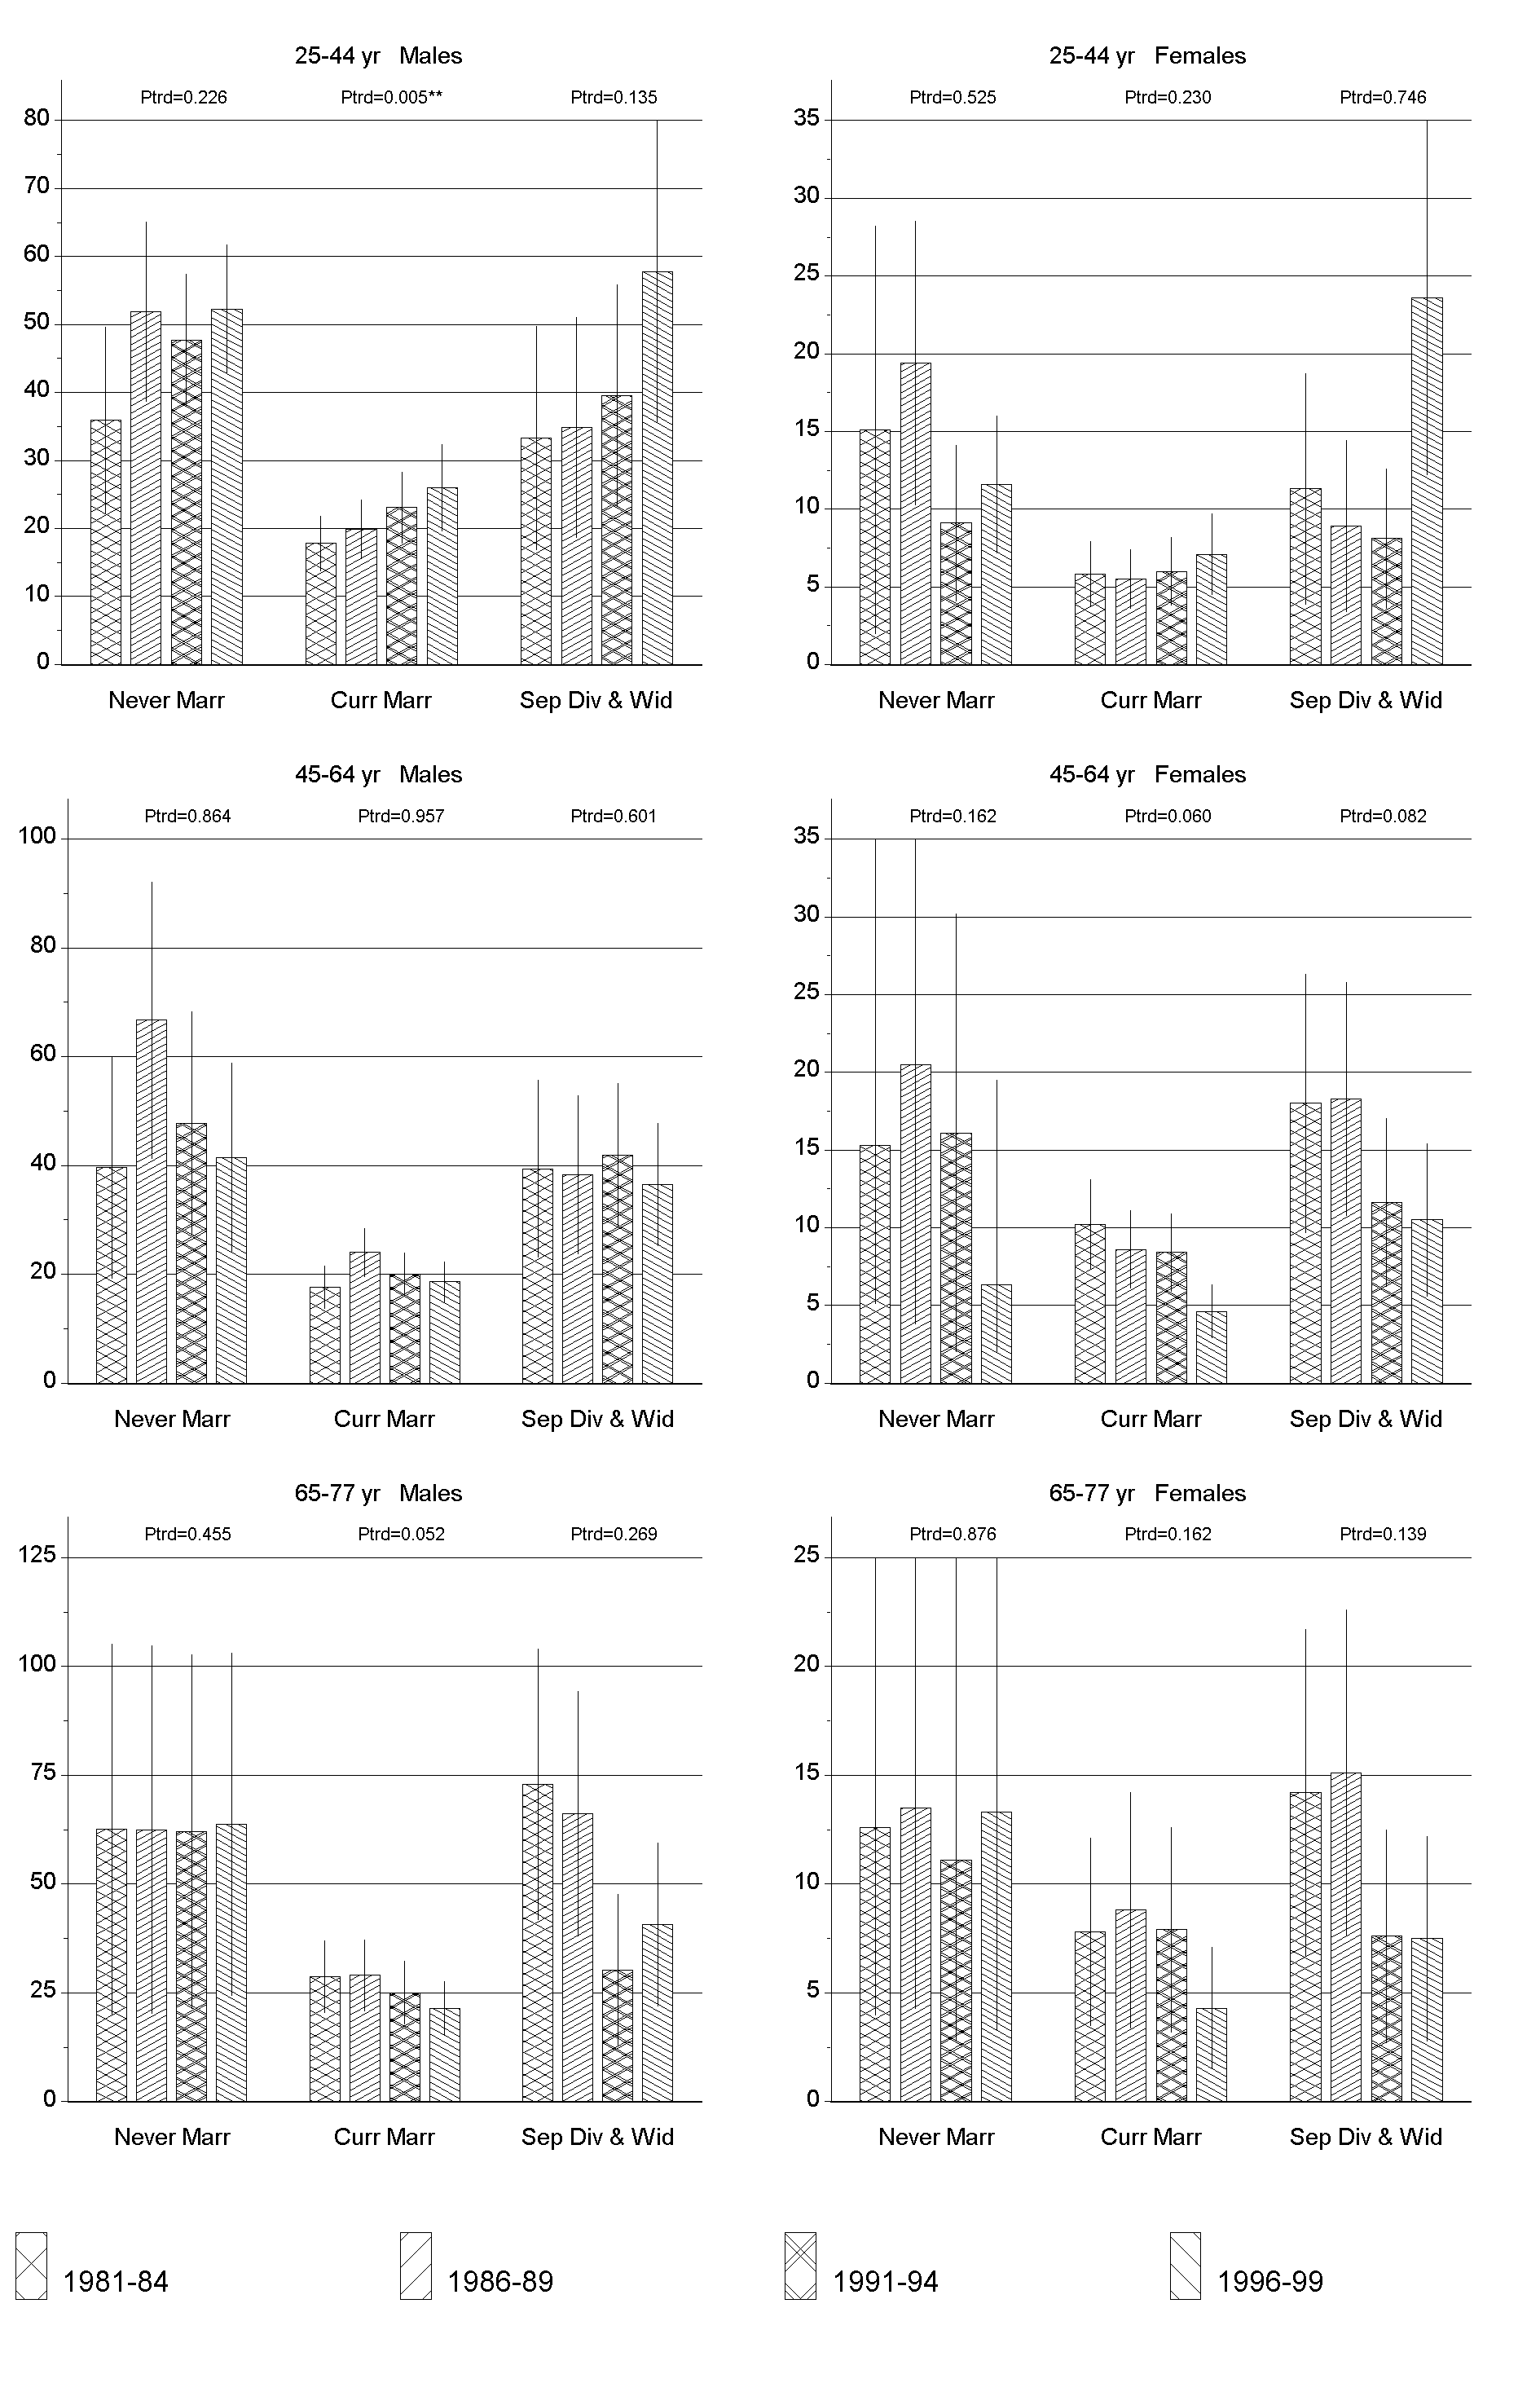 25-44 yr Males
Ptrd=0.226 Ptrd=0.005** Ptrd=0.135
80
70
60
50
40
30
20
10
0
Never Marr Curr Marr Sep Div & Wid
25-44 yr Females
Ptrd=0.525 Ptrd=0.230 Ptrd=0.746
35
30
25
20
15
10
5
0
Never Marr Curr Marr Sep Div & Wid
45-64 yr Males
Ptrd=0.864 Ptrd=0.957 Ptrd=0.601
100
80
60
40
20
0
Never Marr Curr Marr Sep Div & Wid
45-64 yr Females
Ptrd=0.162 Ptrd=0.060 Ptrd=0.082
35
30
25
20
15
10
5
0
Never Marr Curr Marr Sep Div & Wid
65-77 yr Males
Ptrd=0.455 Ptrd=0.052 Ptrd=0.269
125
100
75
50
25
0
Never Marr Curr Marr Sep Div & Wid
65-77 yr Females
Ptrd=0.876 Ptrd=0.162 Ptrd=0.139
25
20
15
10
5
0
Never Marr Curr Marr Sep Div & Wid
1981-84 1986-89 1991-94 1996-99